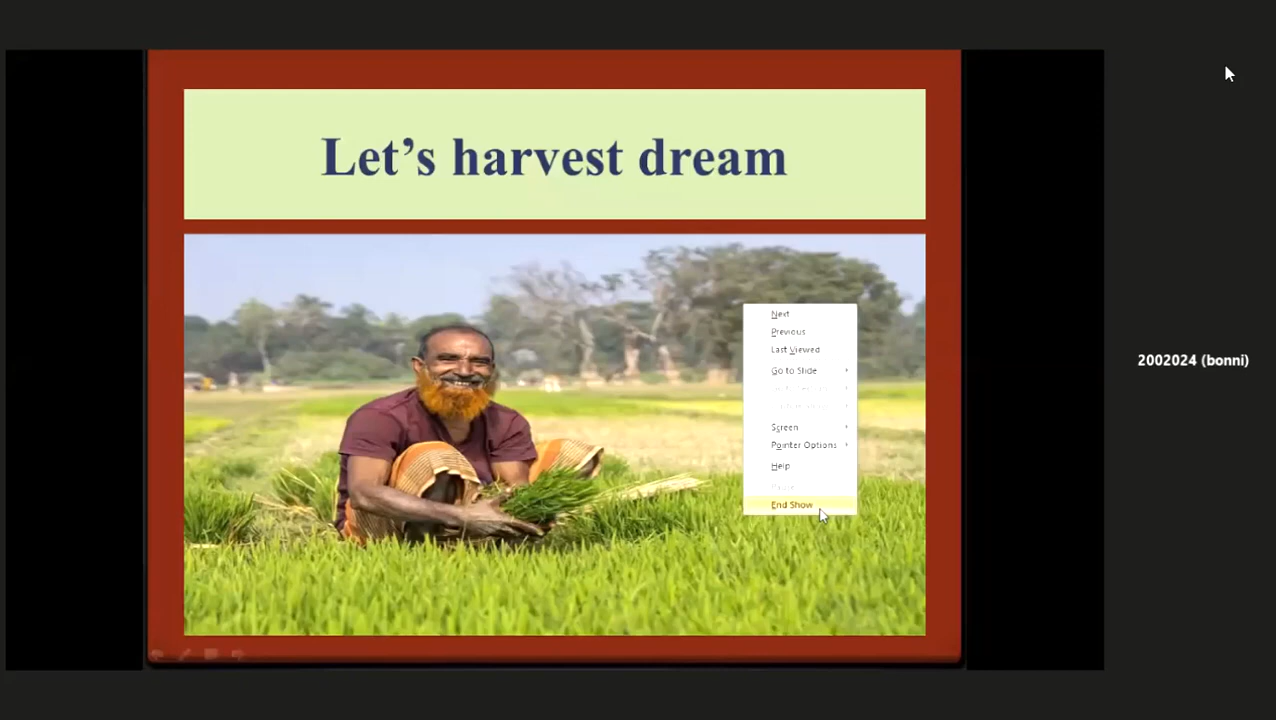 Let's harvest dream
Next
Previous
Last Viewed
Go to Slide
Screen
Pointer Options
Help
End Show
2002024 (bonni)